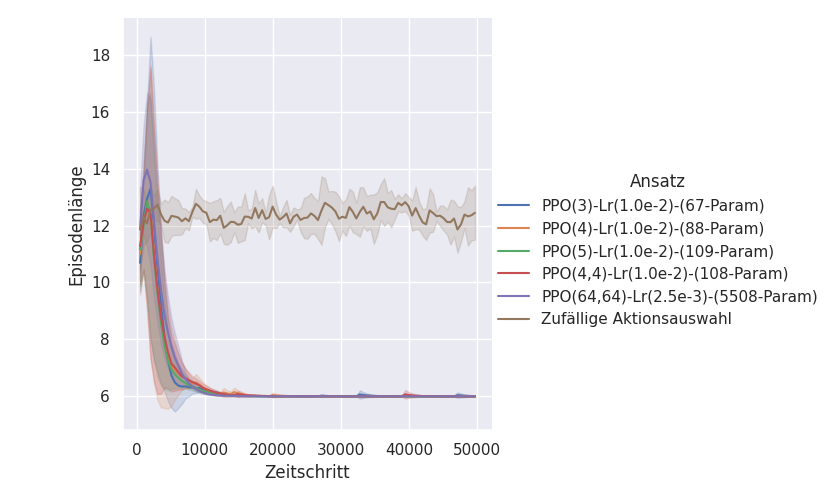 18
16
14
12
10
8
6
Episodenlänge
0 10000 20000 30000 40000 50000
Zeitschritt
Ansatz
PPO(3)-Lr(1.0e-2)-(67-Param)
PPO(4)-Lr(1.0e-2)-(88-Param)
PPO(5)-Lr(1.0e-2)-(109-Param)
PPO(4,4)-Lr(1.0e-2)-(108-Param)
PPO(64,64)-Lr(2.5e-3)-(5508-Param)
Zufällige Aktionsauswahl